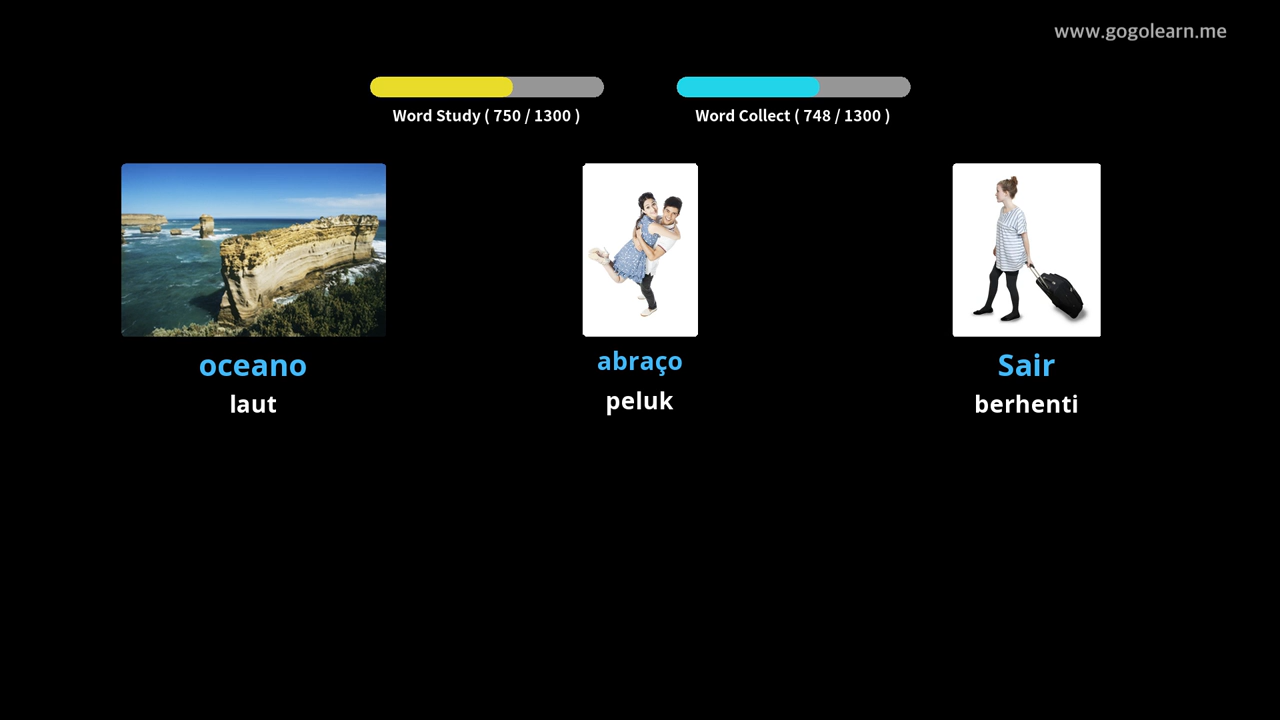 www.gogolearn.me
Word Study ( 750 / 1300 )
Word Collect ( 748 / 1300 )
oceano
laut
abraço
peluk
Sair
berhenti